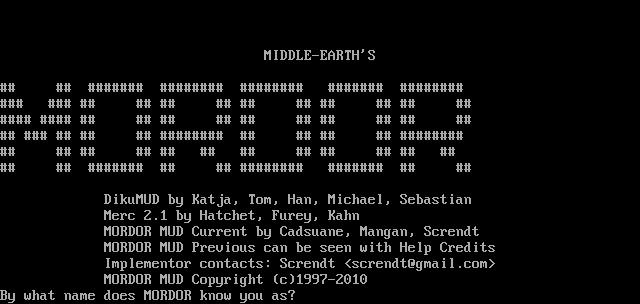 MIDDLE-EARTH'S
MORDOR
DikuMUD by Katja, Tom, Han, Michael, Sebastian
Merc 2.1 by Hatchet, Furey, Kahn
MORDOR MUD Current by Cadsuane, Mangan, Screndt
MORDOR MUD Previous can be seen with Help Credits
Implementor contacts: Screndt <screndt@gmail.com>
MORDOR MUD Copyright (c)1997-2010
By what name does MORDOR know you as?